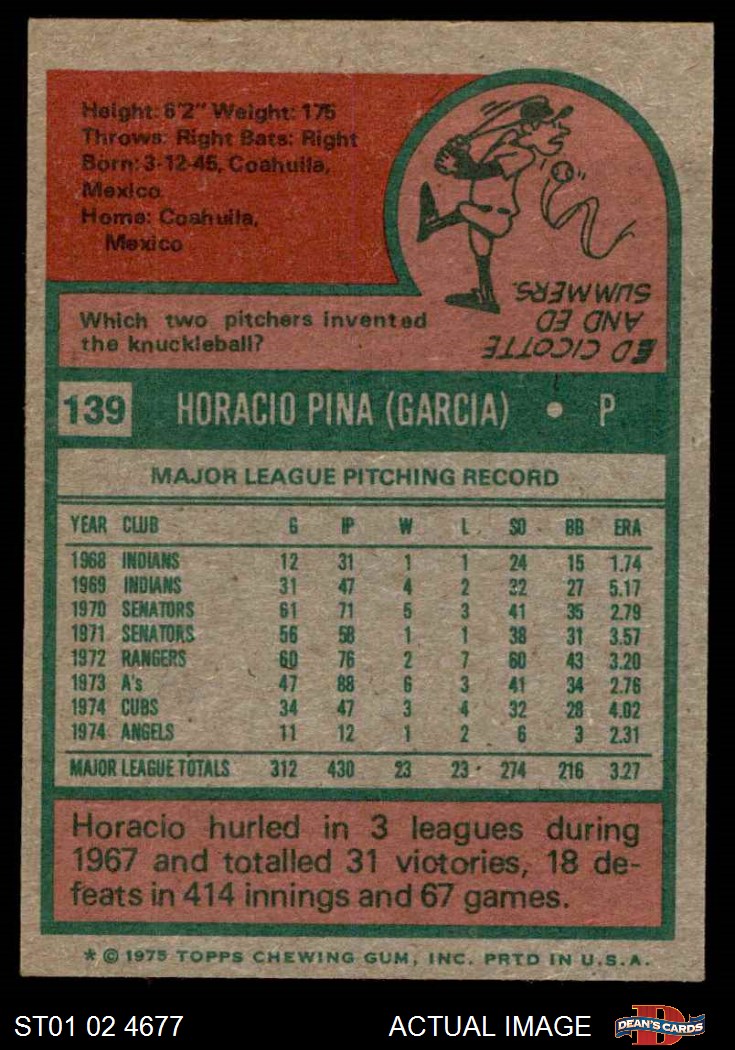 Height: 6'2" Weight: 175
Throws: Right Bats: Right
Born: 3-12-45, Coahuila,
Mexico
Home: Coahuila,
Mexico
Which two pitchers invented
the knuckleball?
ED CICOTTE
AND ED
SUMMERS.
139 HORACIO PINA (GARCIA) • P
MAJOR LEAGUE PITCHING RECORD
YEAR CLUB G IP W L SO BB ERA
1968 INDIANS 12 31 1 1 24 15 1.74
1969 INDIANS 31 47 4 2 32 27 5.17
1970 SENATORS 61 71 5 3 41 35 2.79
1971 SENATORS 56 58 1 1 38 31 3.57
1972 RANGERS 60 76 2 7 60 43 3.20
1973 A's 47 88 6 3 41 34 2.76
1974 CUBS 34 47 3 4 32 28 4.02
1974 ANGELS 11 12 1 2 6 3 2.31
MAJOR LEAGUE TOTALS 312 430 23 23 274 216 3.27
Horacio hurled in 3 leagues during
1967 and totalled 31 victories, 18 de-
feats in 414 innings and 67 games.
* © 1975 TOPPS CHEWING GUM, INC. PRTD IN U.S.A.
ST01 02 4677 ACTUAL IMAGE DEAN'S CARDS